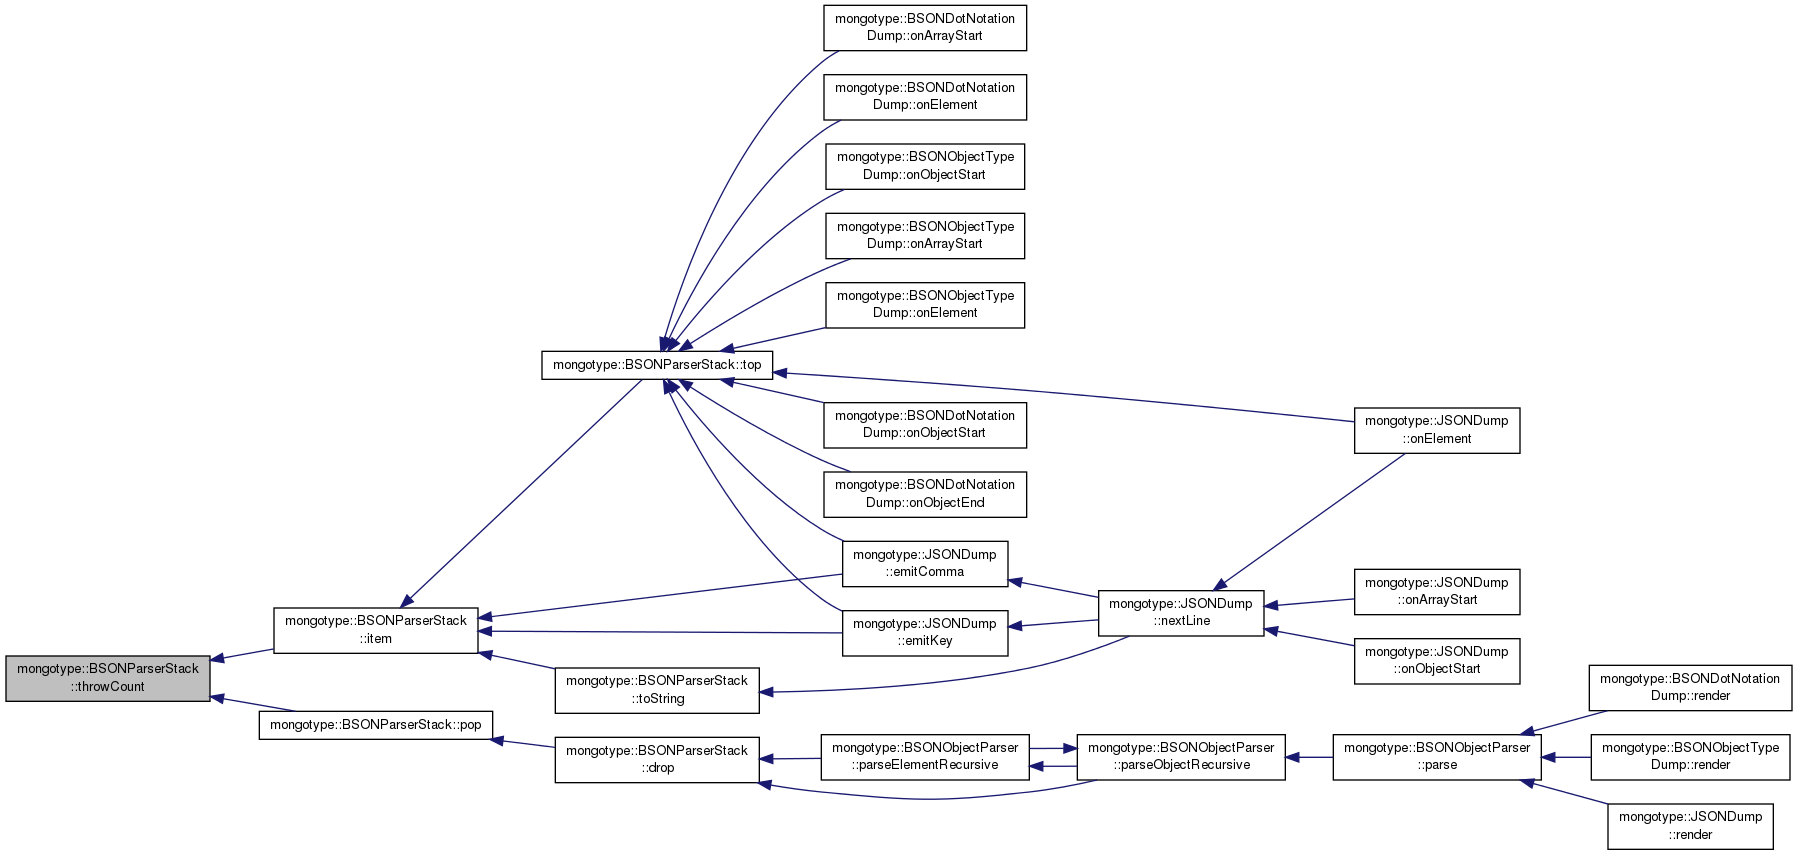 mongotype::BSONDotNotation
Dump::onArrayStart
mongotype::BSONDotNotation
Dump::onElement
mongotype::BSONObjectType
Dump::onObjectStart
mongotype::BSONObjectType
Dump::onArrayStart
mongotype::BSONObjectType
Dump::onElement
mongotype::BSONParserStack::top
mongotype::BSONDotNotation
Dump::onObjectStart
mongotype::JSONDump
::onElement
mongotype::BSONDotNotation
Dump::onObjectEnd
mongotype::JSONDump
::emitComma
mongotype::JSONDump
::onArrayStart
mongotype::BSONParserStack
::item
mongotype::JSONDump
::emitKey
mongotype::JSONDump
::nextLine
mongotype::JSONDump
::onObjectStart
mongotype::BSONParserStack
::throwCount
mongotype::BSONParserStack
::toString
mongotype::BSONDotNotation
Dump::render
mongotype::BSONParserStack::pop
mongotype::BSONParserStack
::drop
mongotype::BSONObjectParser
::parseElementRecursive
mongotype::BSONObjectParser
::parseObjectRecursive
mongotype::BSONObjectParser
::parse
mongotype::BSONObjectType
Dump::render
mongotype::JSONDump
::render